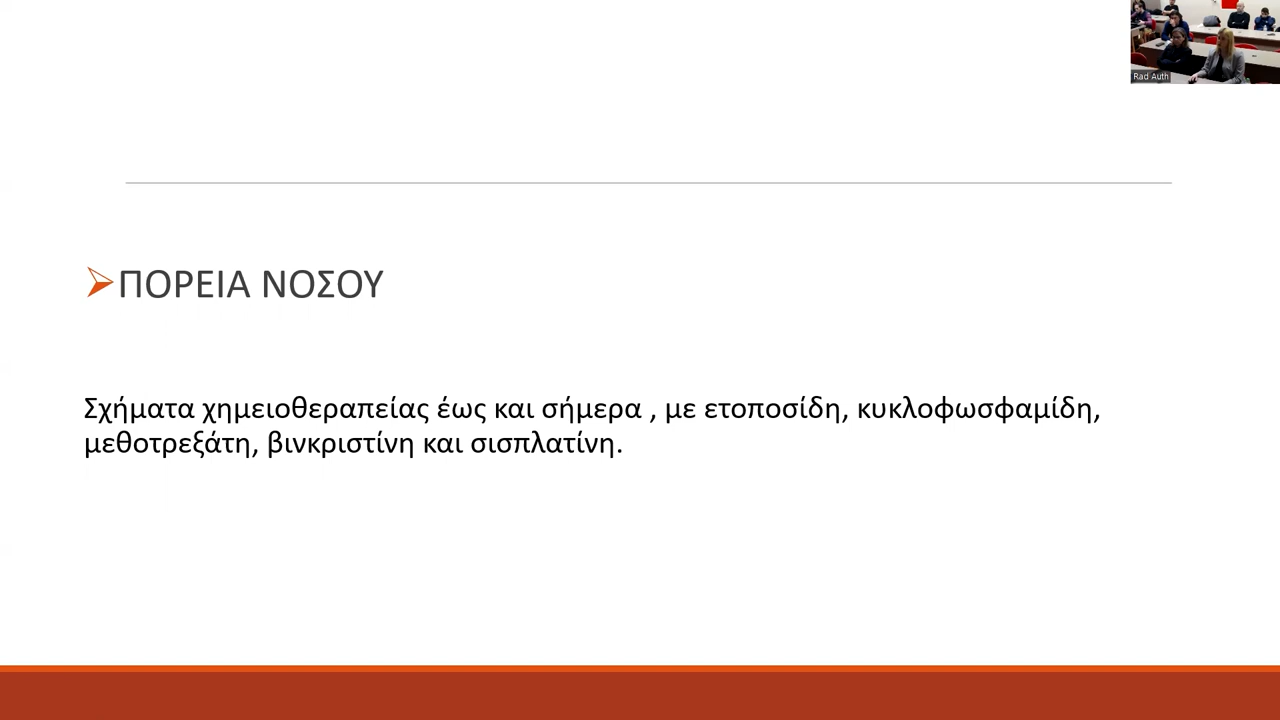 Rad Auth
ΠΟΡΕΙΑ ΝΟΣΟΥ
Σχήματα χημειοθεραπείας έως και σήμερα , με ετοποσίδη, κυκλοφωσφαμίδη,
μεθοτρεξάτη, βινκριστίνη και σισπλατίνη.